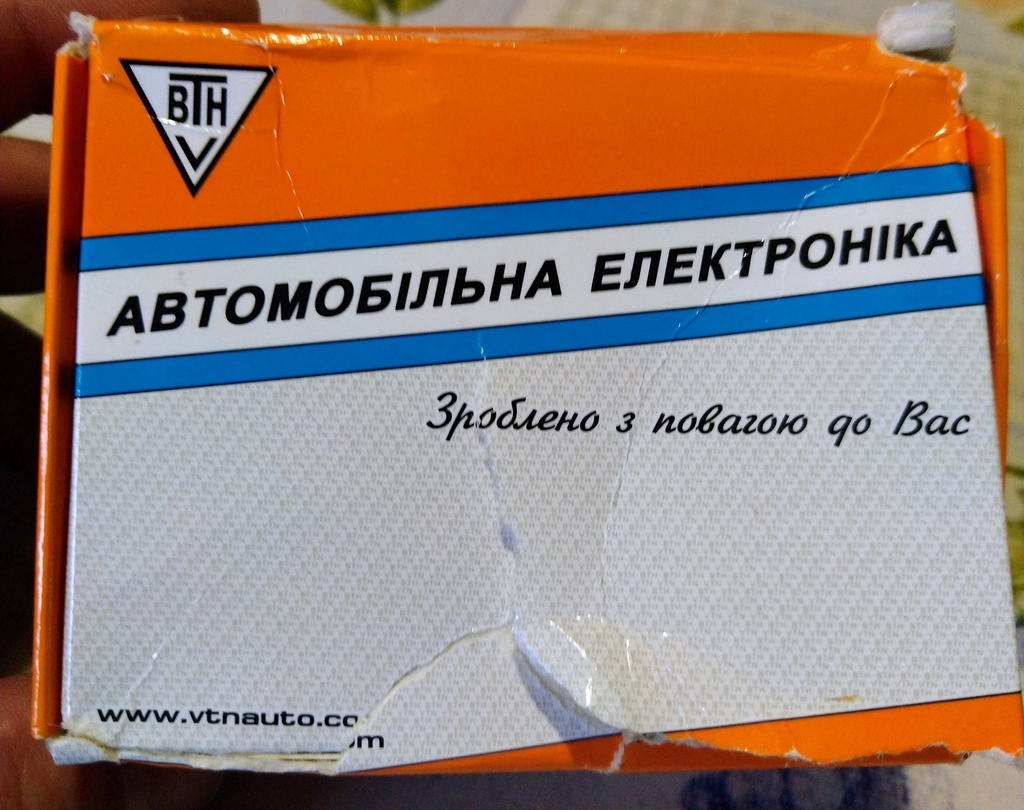 ВТН
V
АВТОМОБІЛЬНА ЕЛЕКТРОНІКА
Зроблено з повагою до Вас
www.vtnauto.com